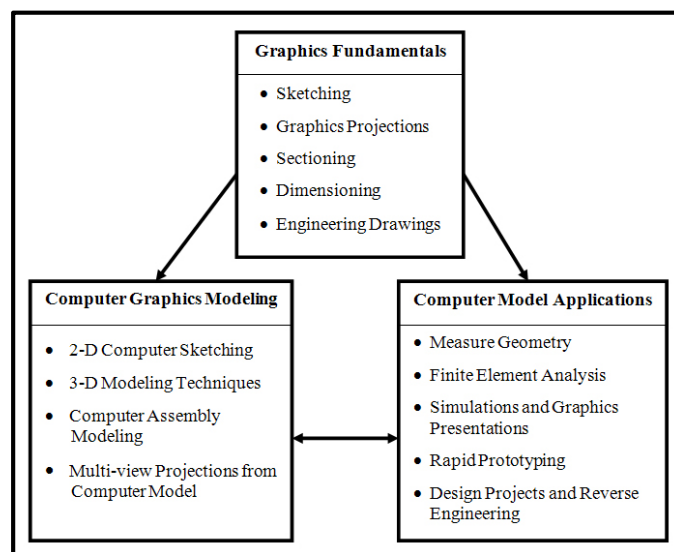 Graphics Fundamentals
• Sketching
• Graphics Projections
• Sectioning
• Dimensioning
• Engineering Drawings
Computer Graphics Modeling
• 2-D Computer Sketching
• 3-D Modeling Techniques
• Computer Assembly
Modeling
• Multi-view Projections from
Computer Model
Computer Model Applications
• Measure Geometry
• Finite Element Analysis
• Simulations and Graphics
Presentations
• Rapid Prototyping
• Design Projects and Reverse
Engineering